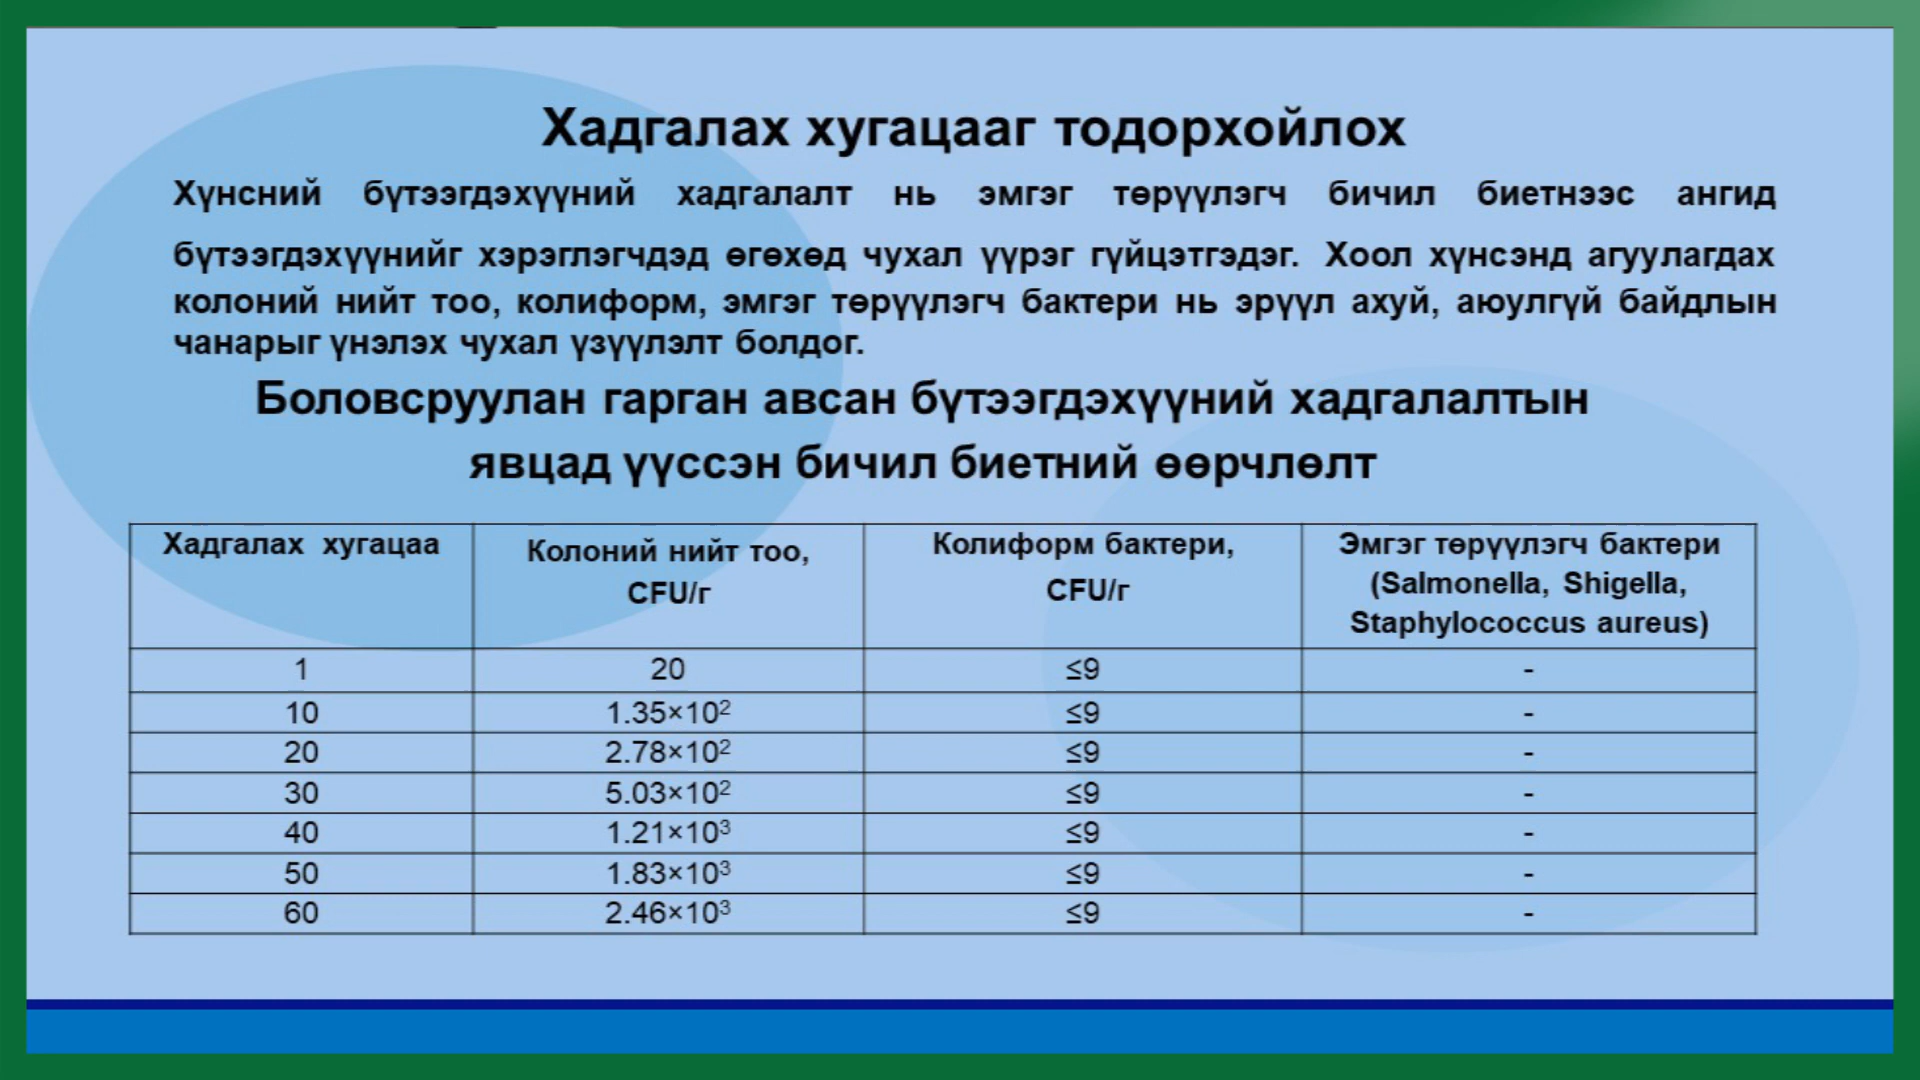 Хадгалах хугацааг тодорхойлох
Хүнсний бүтээгдэхүүний хадгалалт нь эмгэг төрүүлэгч бичил биетнээс ангид
бүтээгдэхүүнийг хэрэглэгчдэд өгөхөд чухал үүрэг гүйцэтгэдэг. Хоол хүнсэнд агуулагдах
колоний нийт тоо, колиформ, эмгэг төрүүлэгч бактери нь эрүүл ахуй, аюулгүй байдлын
чанарыг үнэлэх чухал үзүүлэлт болдог.
Боловсруулан гарган авсан бүтээгдэхүүний хадгалалтын
явцад үүссэн бичил биетний өөрчлөлт
Хадгалах хугацаа
Колоний нийт тоо,
CFU/г
Колиформ бактери,
CFU/г
Эмгэг төрүүлэгч бактери
(Salmonella, Shigella,
Staphylococcus aureus)
1 20 ≤9 -
10 1.35×10² ≤9 -
20 2.78×10² ≤9 -
30 5.03×10² ≤9 -
40 1.21×10³ ≤9 -
50 1.83×10³ ≤9 -
60 2.46×10³ ≤9 -